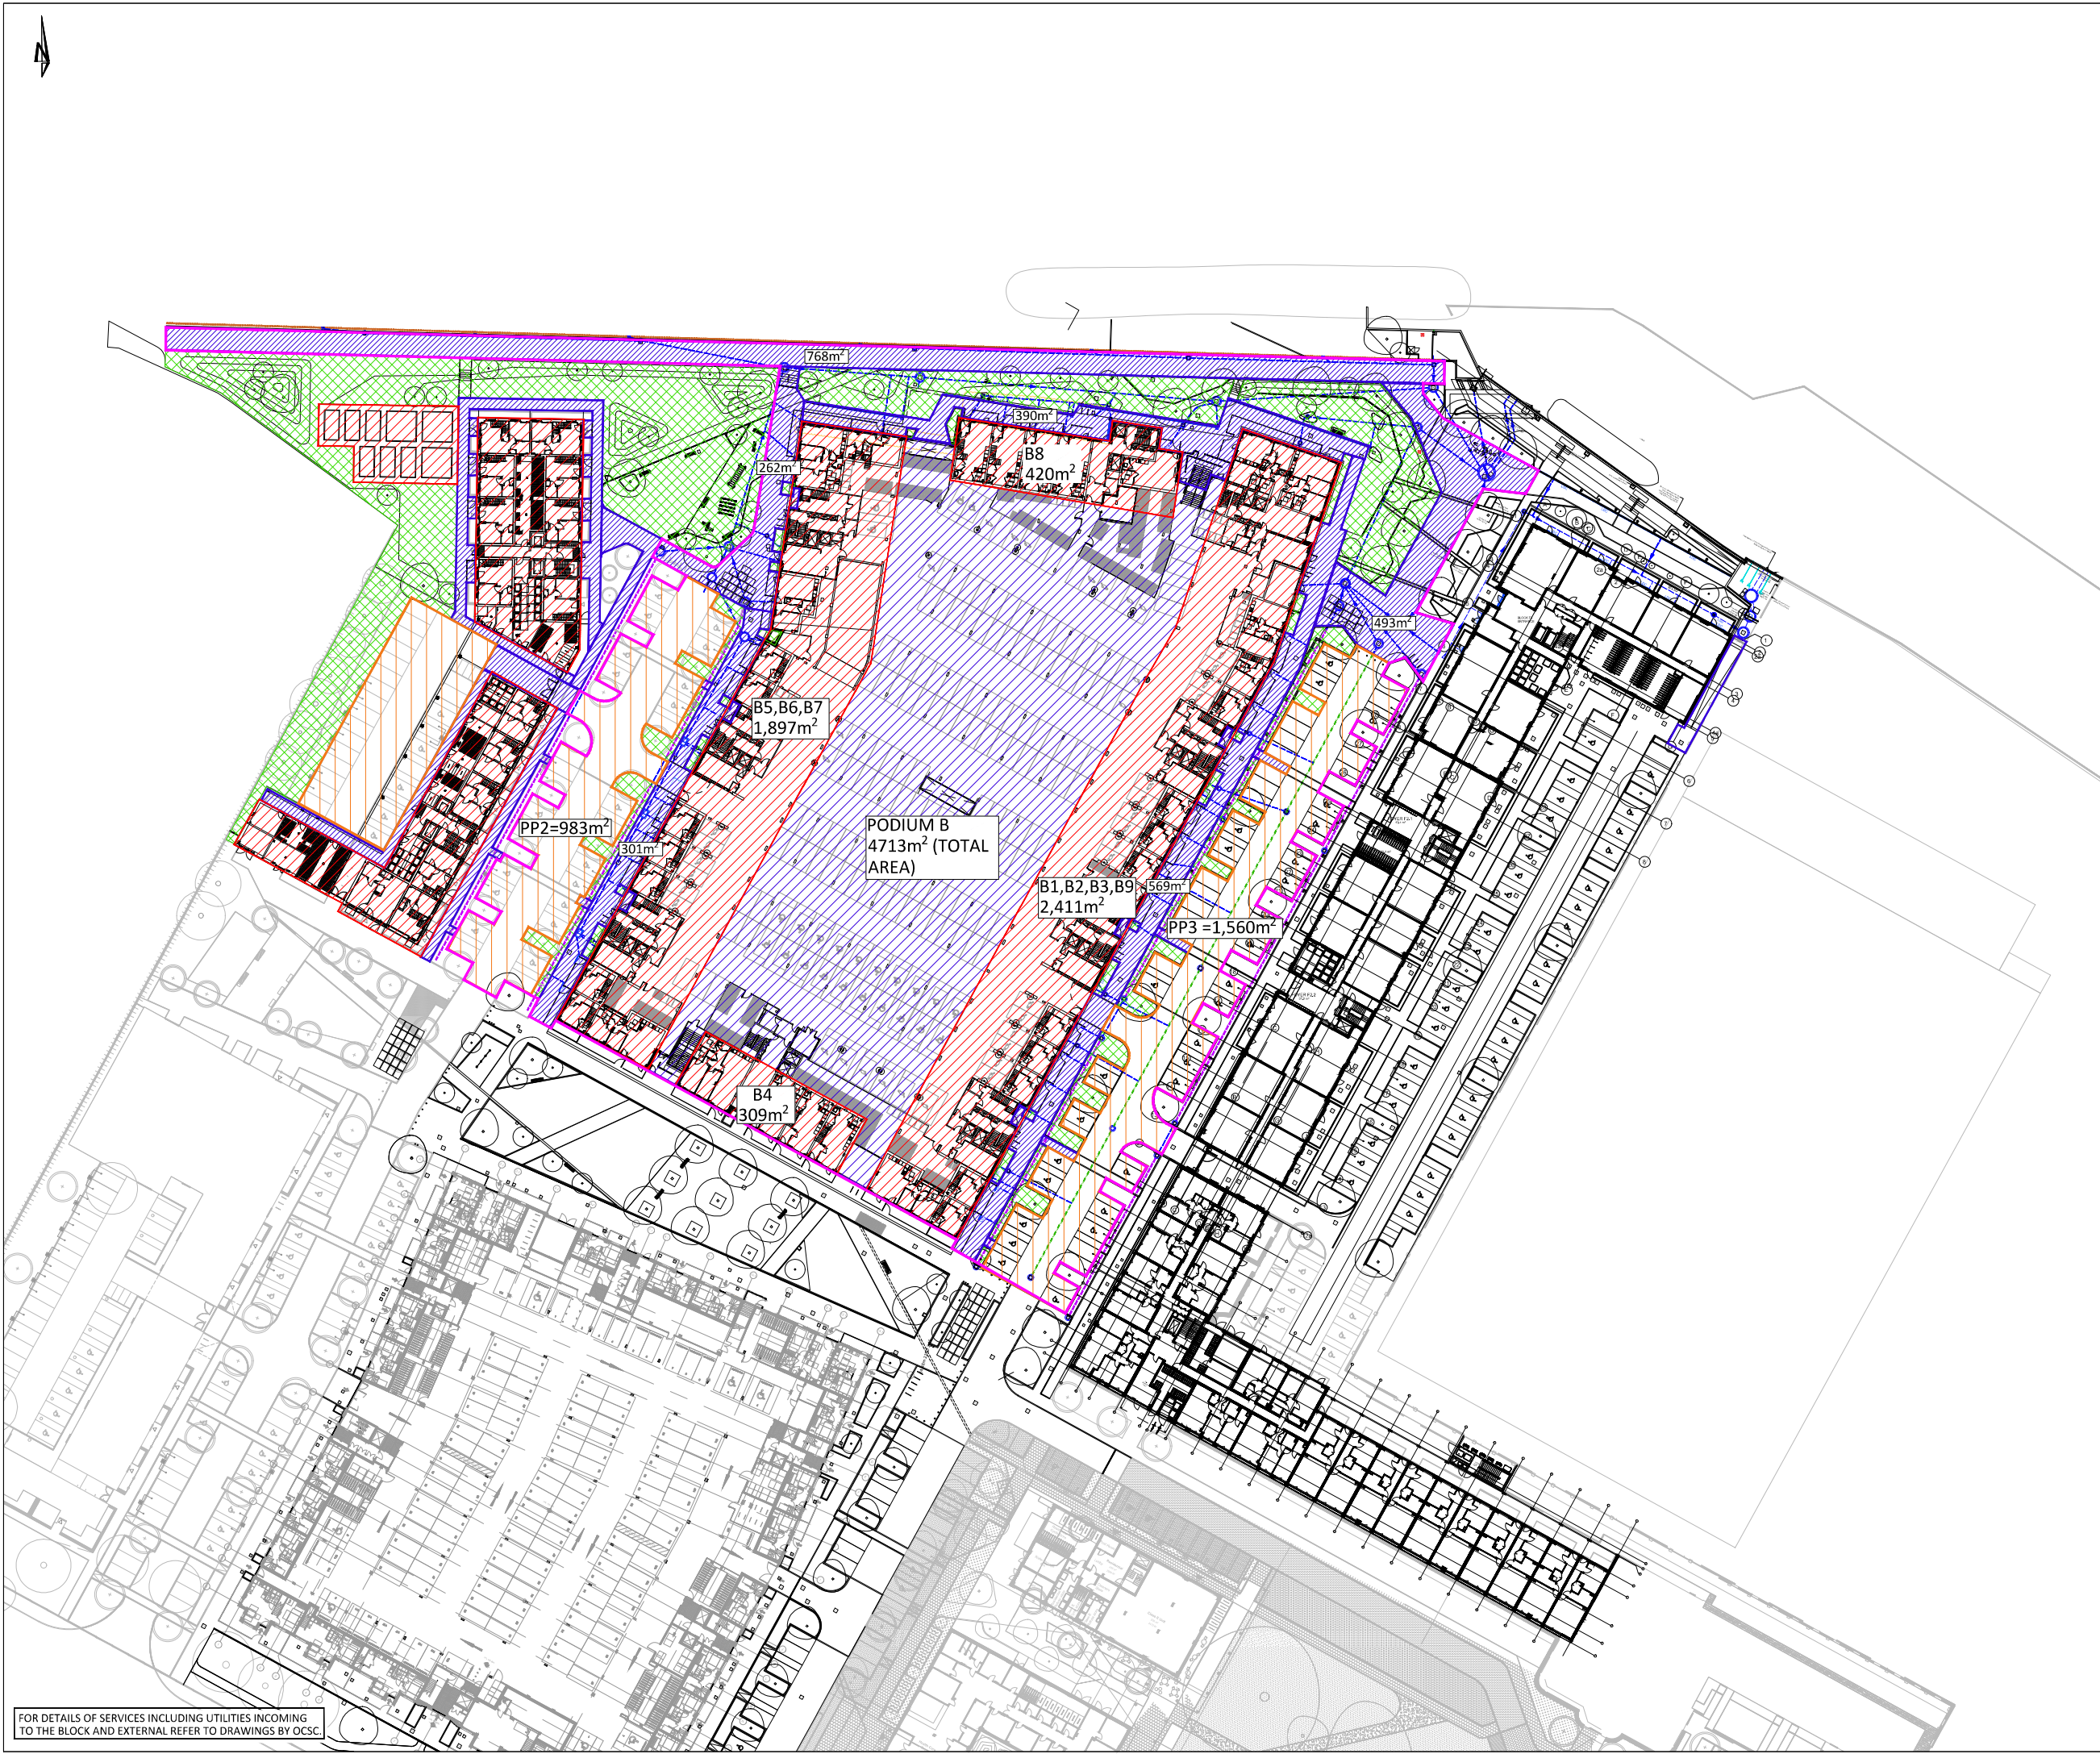 768m²
390m²
262m²
B8
420m²
493m²
B5,B6,B7
1,897m²
PP2=983m²
PODIUM B
4713m² (TOTAL
AREA)
301m²
B1,B2,B3,B9
2,411m²
569m²
PP3 =1,560m²
B4
309m²
FOR DETAILS OF SERVICES INCLUDING UTILITIES INCOMING
TO THE BLOCK AND EXTERNAL REFER TO DRAWINGS BY OCSC.